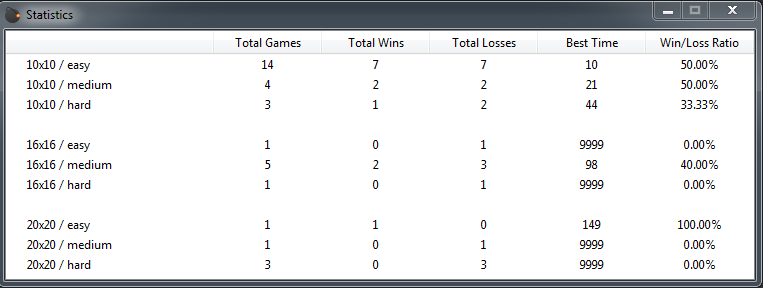 Statistics
Total Games Total Wins Total Losses Best Time Win/Loss Ratio
10x10 / easy 14 7 7 10 50.00%
10x10 / medium 4 2 2 21 50.00%
10x10 / hard 3 1 2 44 33.33%
16x16 / easy 1 0 1 9999 0.00%
16x16 / medium 5 2 3 98 40.00%
16x16 / hard 1 0 1 9999 0.00%
20x20 / easy 1 1 0 149 100.00%
20x20 / medium 1 0 1 9999 0.00%
20x20 / hard 3 0 3 9999 0.00%